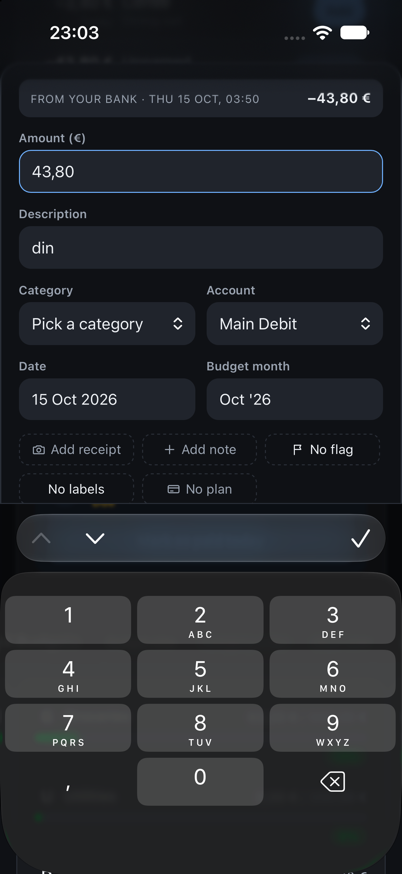 23:03
FROM YOUR BANK · THU 15 OCT, 03:50 −43,80 €
Amount (€)
43,80
Description
din
Category Account
Pick a category Main Debit
Date Budget month
15 Oct 2026 Oct '26
Add receipt + Add note No flag
No labels No plan
1 2 3
ABC DEF
4 5 6
GHI JKL MNO
7 8 9
PQRS TUV WXYZ
, 0